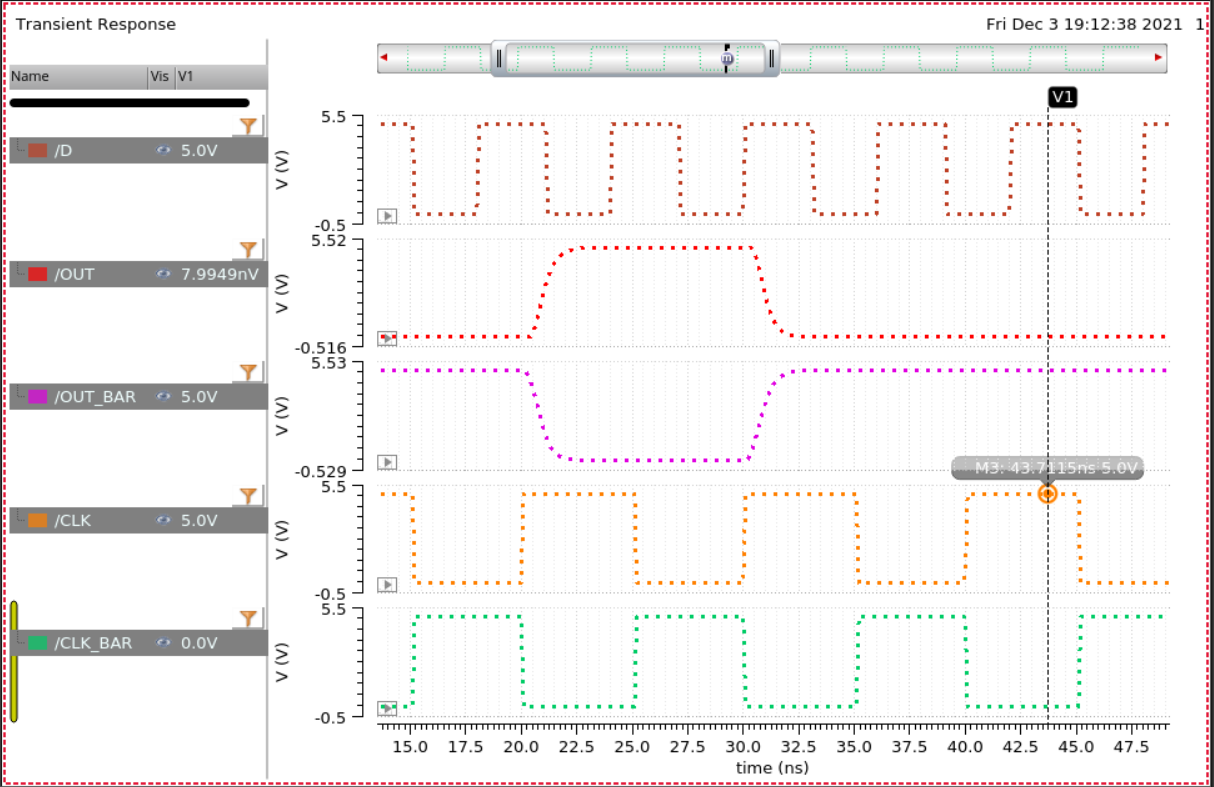 Transient Response
Fri Dec 3 19:12:38 2021 1
Name Vis V1
V1
/D 5.0V
5.5
V (V)
-0.5
/OUT 7.9949nV
5.52
V (V)
-0.516
/OUT_BAR 5.0V
5.53
V (V)
-0.529
M3: 43.7115ns 5.0V
/CLK 5.0V
5.5
V (V)
-0.5
/CLK_BAR 0.0V
5.5
V (V)
-0.5
15.0 17.5 20.0 22.5 25.0 27.5 30.0 32.5 35.0 37.5 40.0 42.5 45.0 47.5
time (ns)